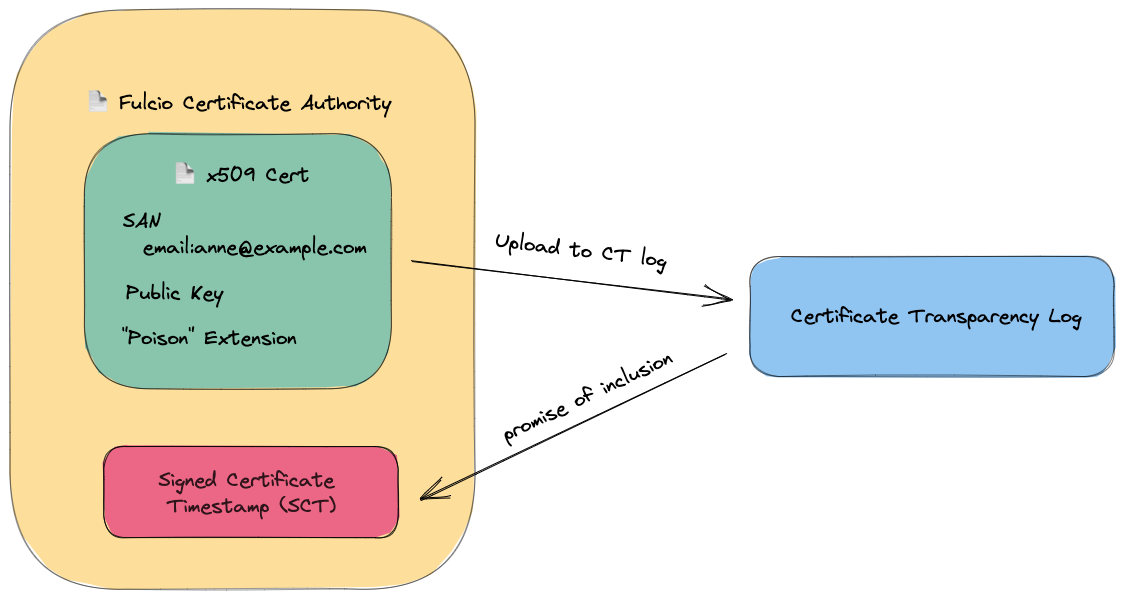 Fulcio Certificate Authority
x509 Cert
SAN
email:anne@example.com
Public Key
"Poison" Extension
Signed Certificate
Timestamp (SCT)
Upload to CT log
promise of inclusion
Certificate Transparency Log